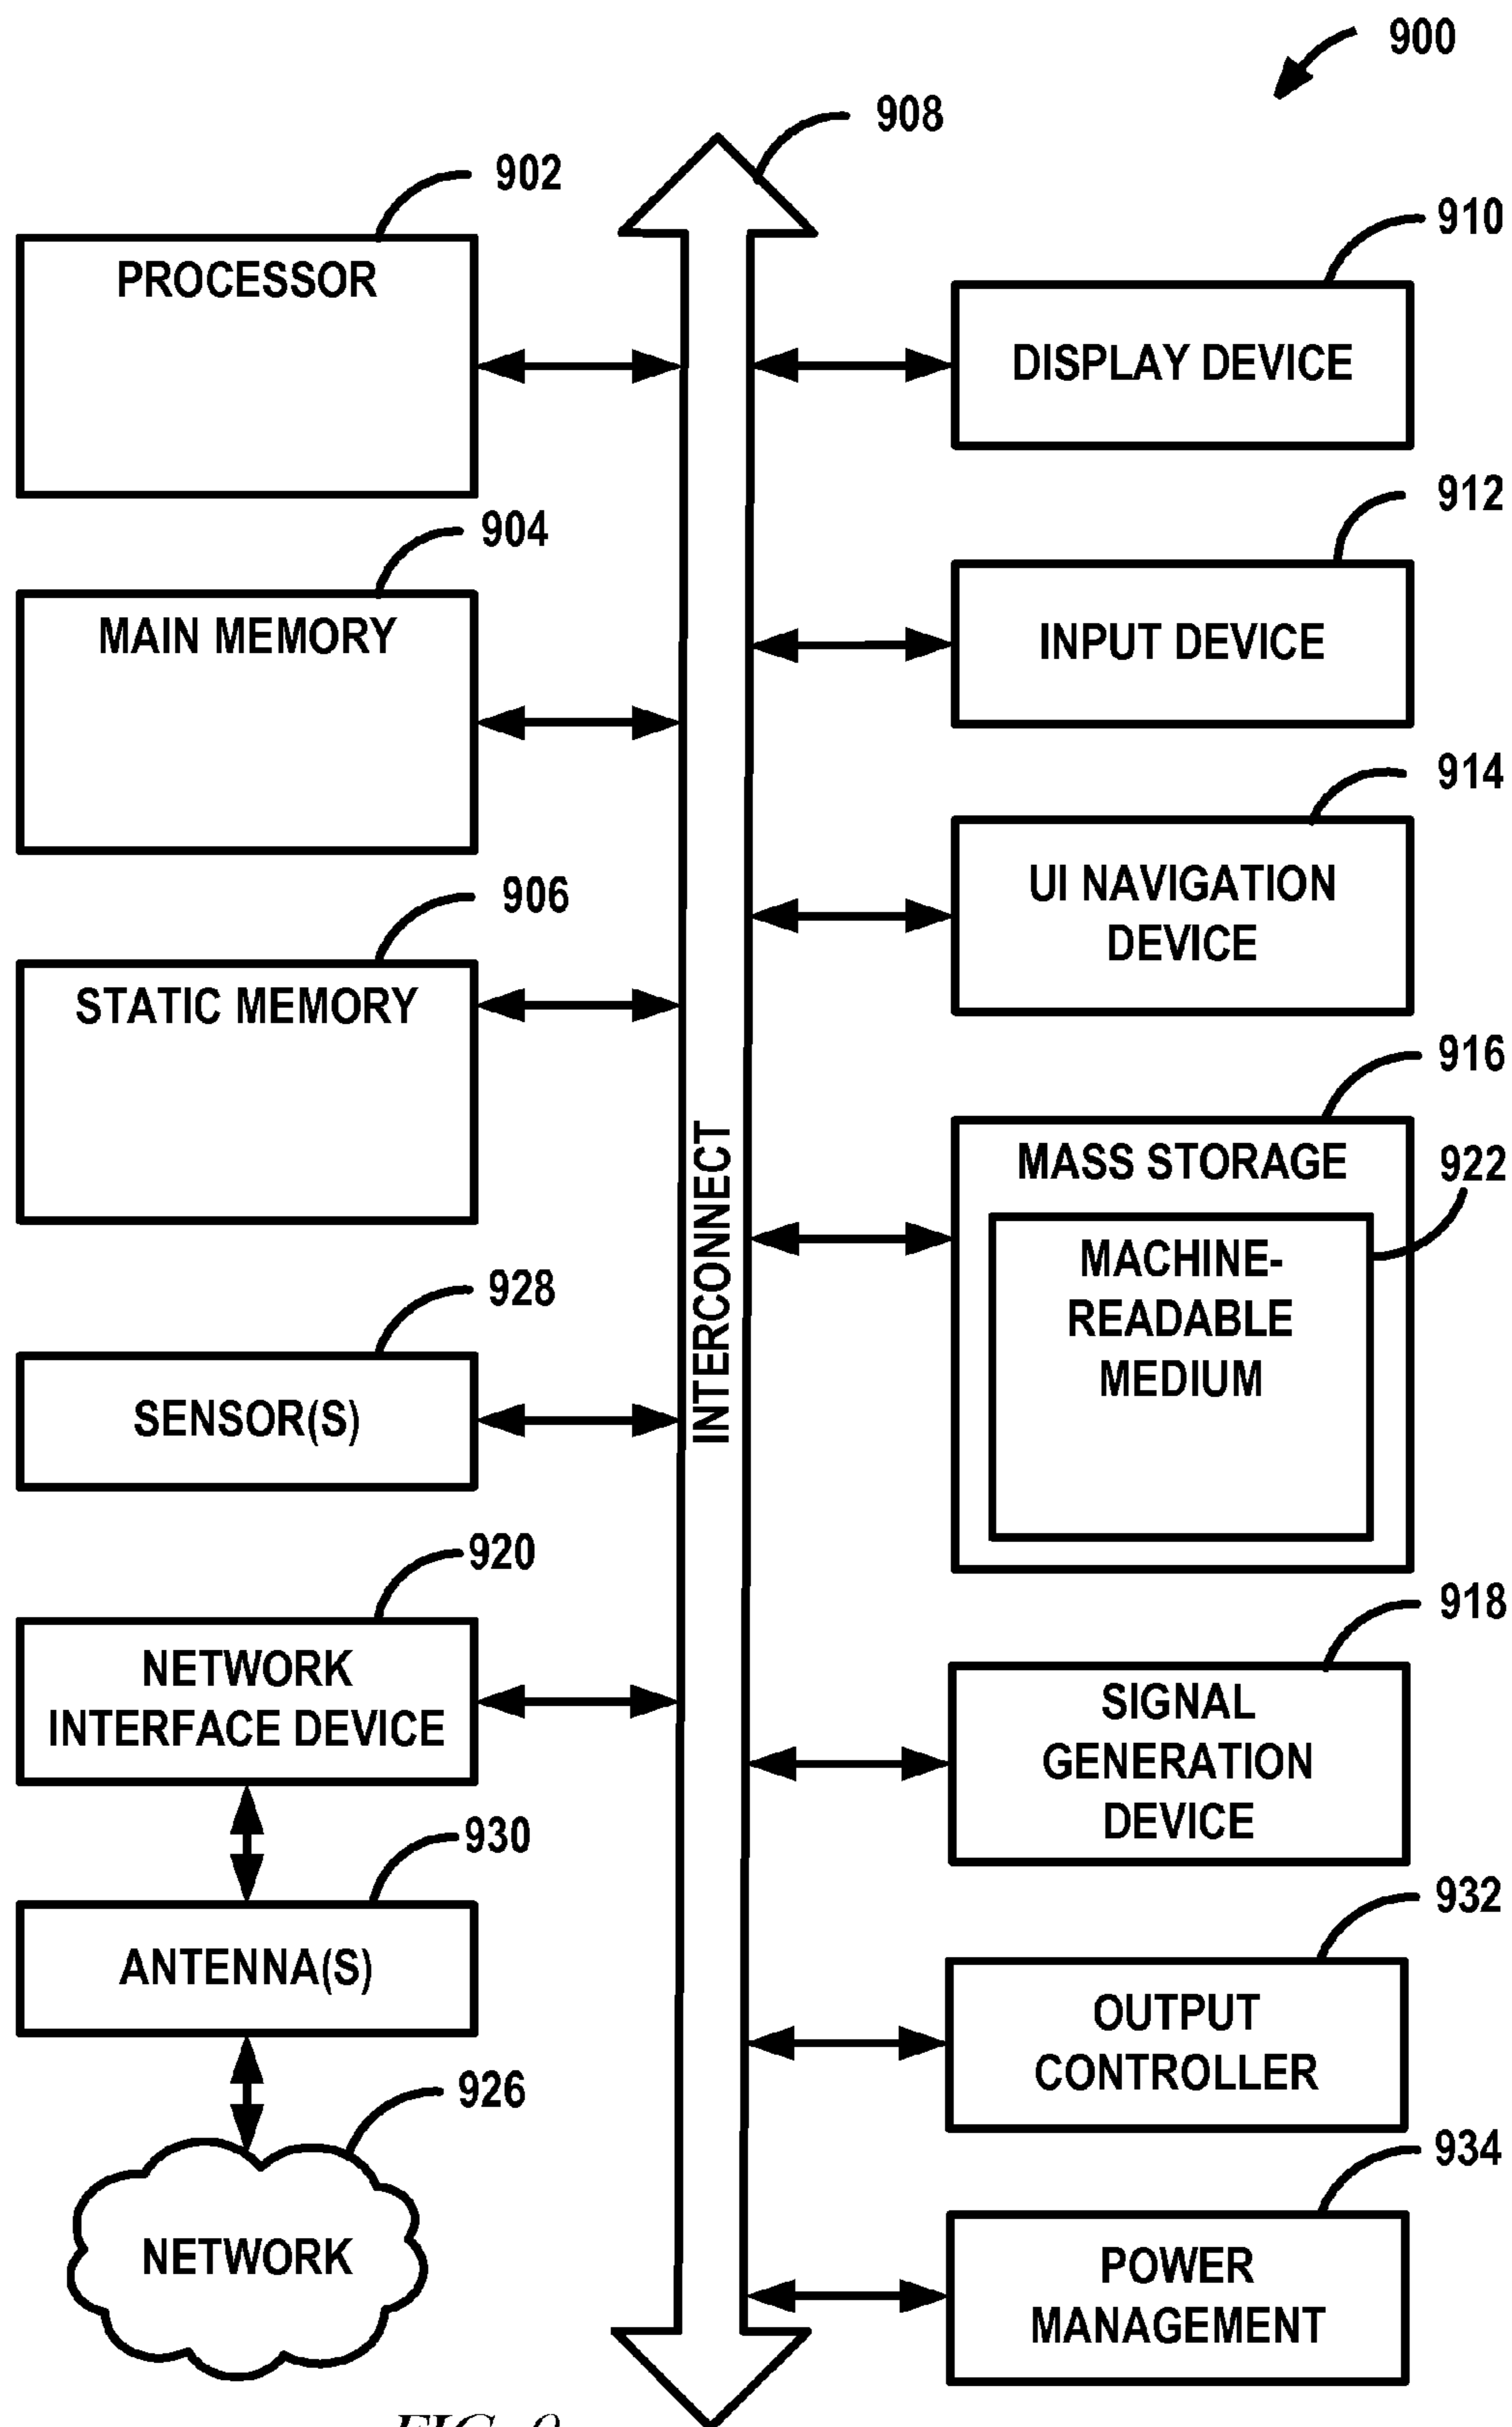 900
908
902
PROCESSOR
910
DISPLAY DEVICE
904
MAIN MEMORY
912
INPUT DEVICE
906
STATIC MEMORY
914
UI NAVIGATION
DEVICE
INTERCONNECT
916
MASS STORAGE
922
MACHINE-
READABLE
MEDIUM
928
SENSOR(S)
920
NETWORK
INTERFACE DEVICE
918
SIGNAL
GENERATION
DEVICE
930
ANTENNA(S)
932
OUTPUT
CONTROLLER
926
NETWORK
934
POWER
MANAGEMENT
FIG. 9